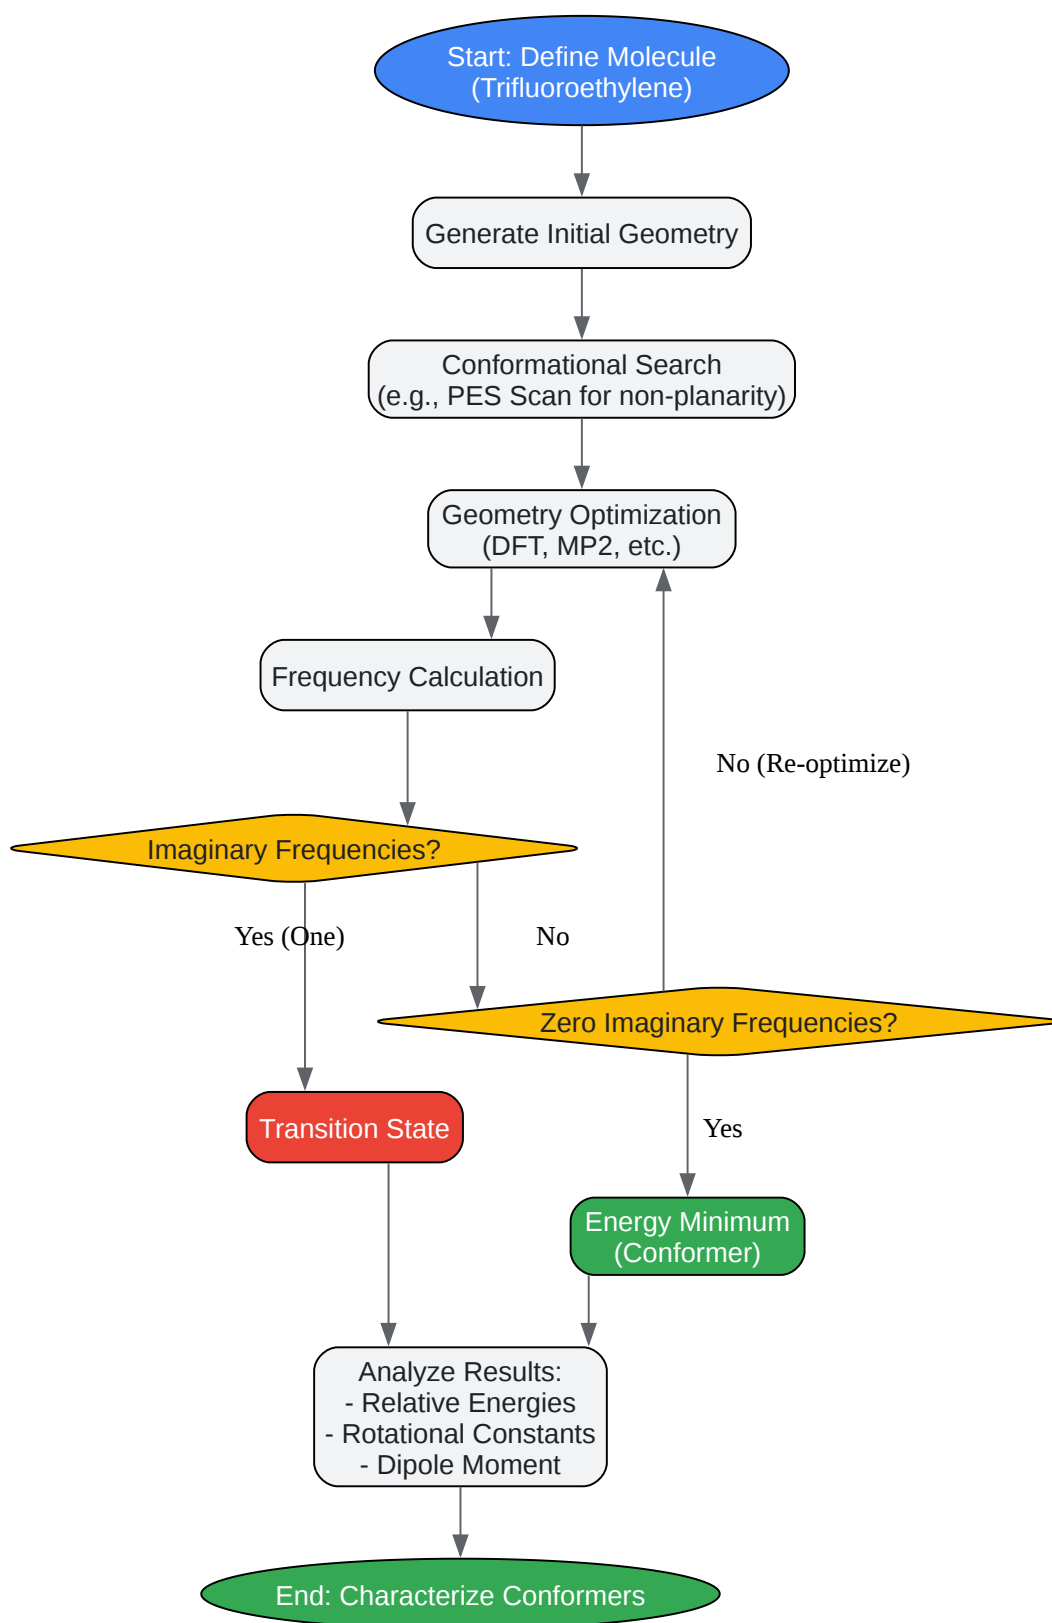 Start: Define Molecule
(Trifluoroethylene)
Generate Initial Geometry
Conformational Search
(e.g., PES Scan for non-planarity)
Geometry Optimization
(DFT, MP2, etc.)
Frequency Calculation
No (Re-optimize)
Imaginary Frequencies?
Yes (One)
No
Zero Imaginary Frequencies?
Transition State
Yes
Energy Minimum
(Conformer)
Analyze Results:
- Relative Energies
- Rotational Constants
- Dipole Moment
End: Characterize Conformers